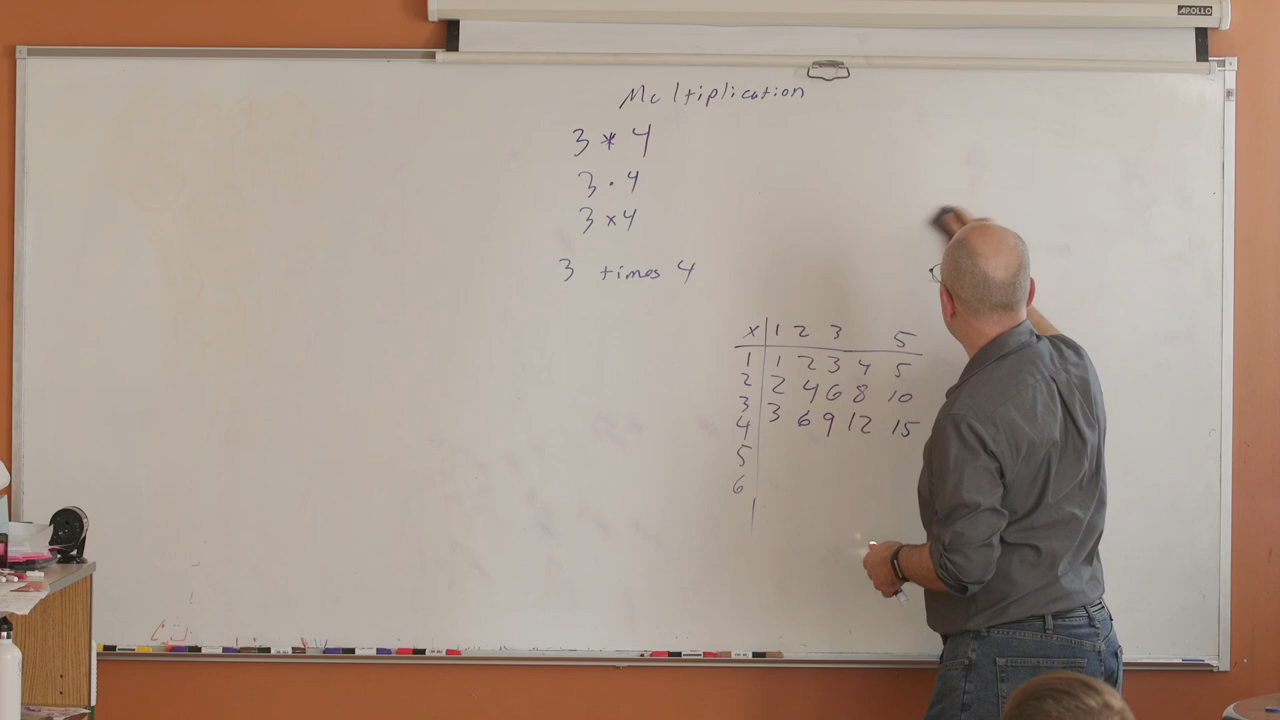 APOLLO
Multiplication
3 * 4
3 · 4
3 x 4
3 times 4
x 1 2 3 5
1 1 2 3 4 5
2 2 4 6 8 10
3 3 6 9 12 15
4
5
6